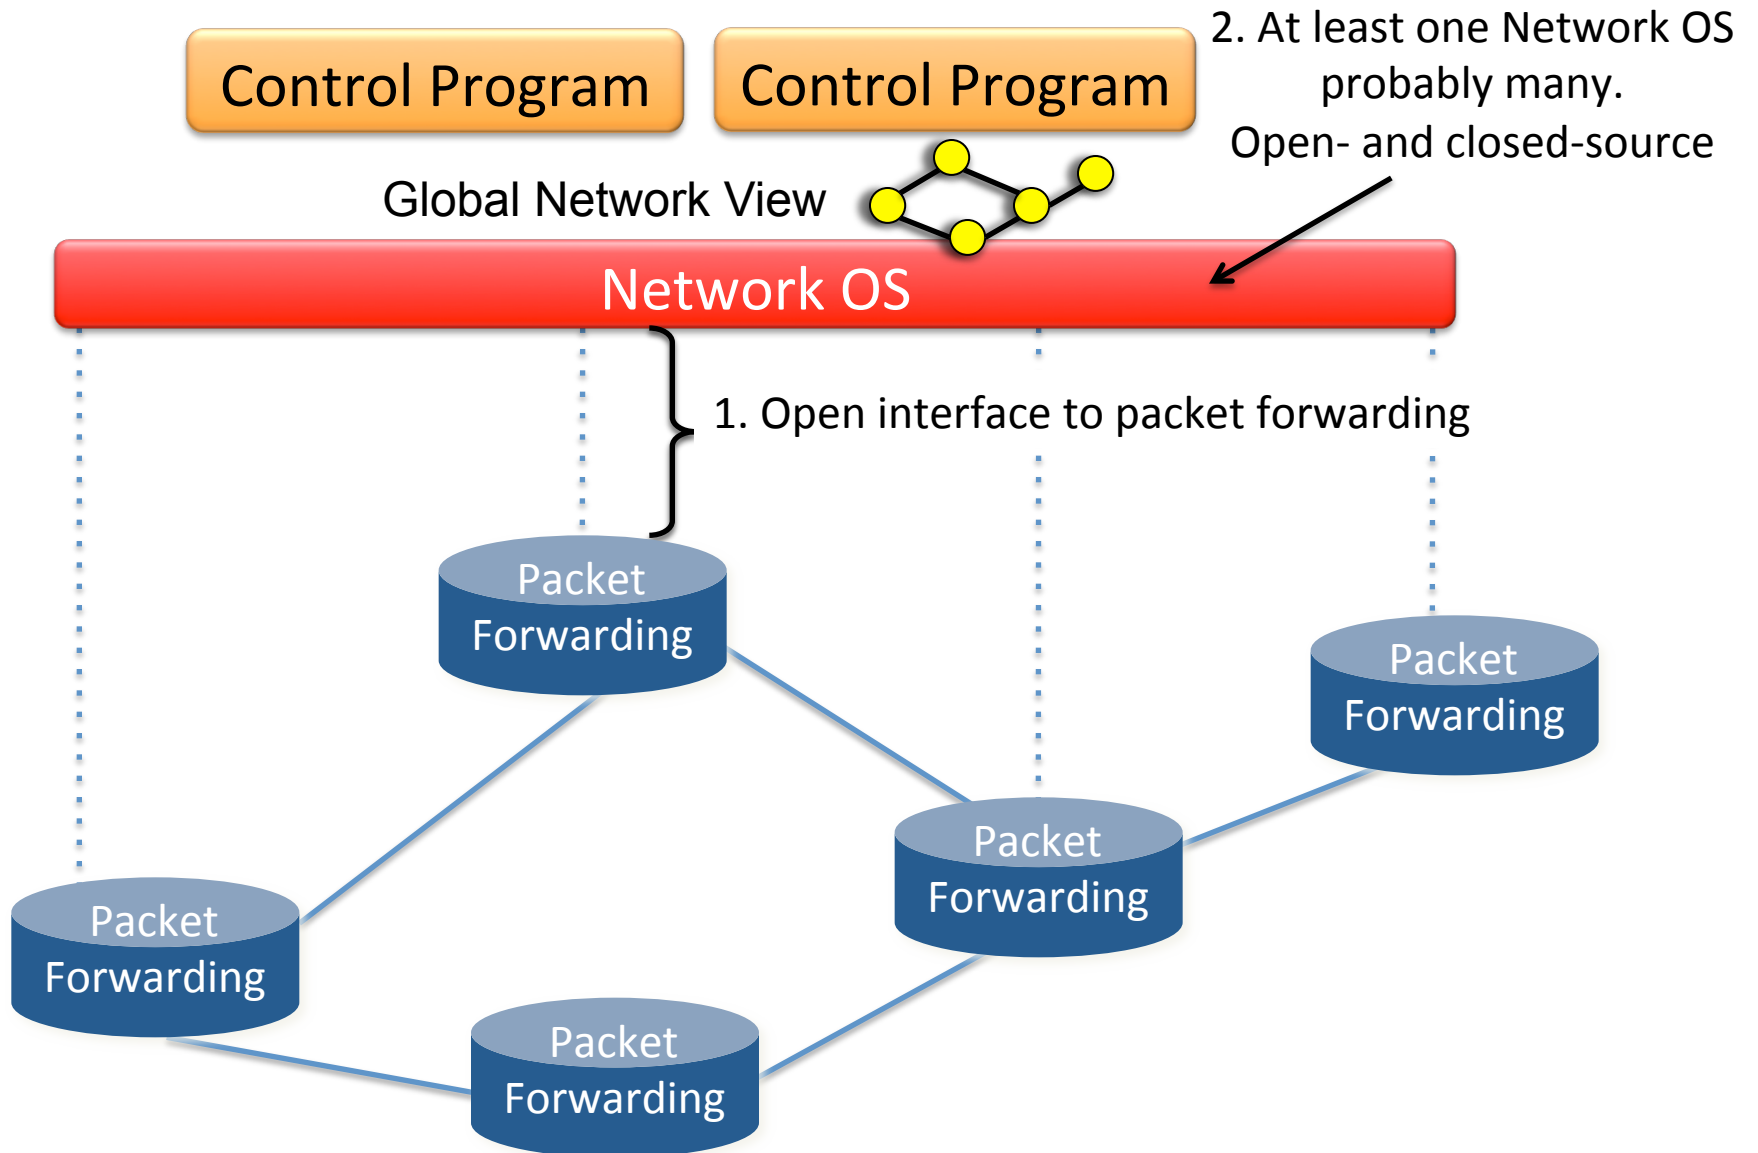 Control Program
Control Program
2. At least one Network OS
probably many.
Open- and closed-source
Global Network View
Network OS
1. Open interface to packet forwarding
Packet
Forwarding
Packet
Forwarding
Packet
Forwarding
Packet
Forwarding
Packet
Forwarding